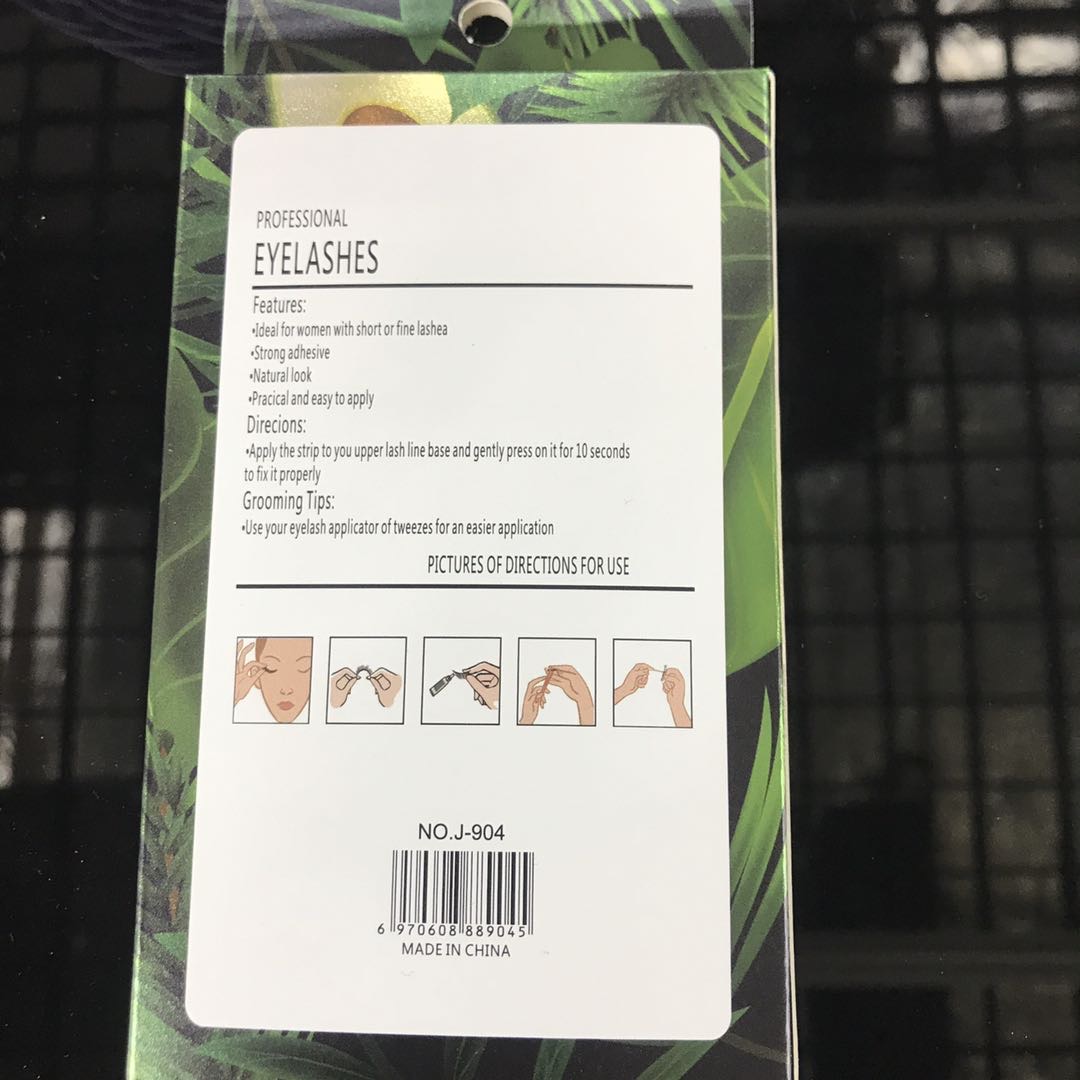 PROFESSIONAL
EYELASHES
Features:
•Ideal for women with short or fine lashea
•Strong adhesive
•Natural look
•Pracical and easy to apply
Direcions:
•Apply the strip to you upper lash line base and gently press on it for 10 seconds
to fix it properly
Grooming Tips:
•Use your eyelash applicator of tweezes for an easier application
PICTURES OF DIRECTIONS FOR USE
NO.J-904
6 970608 889045
MADE IN CHINA